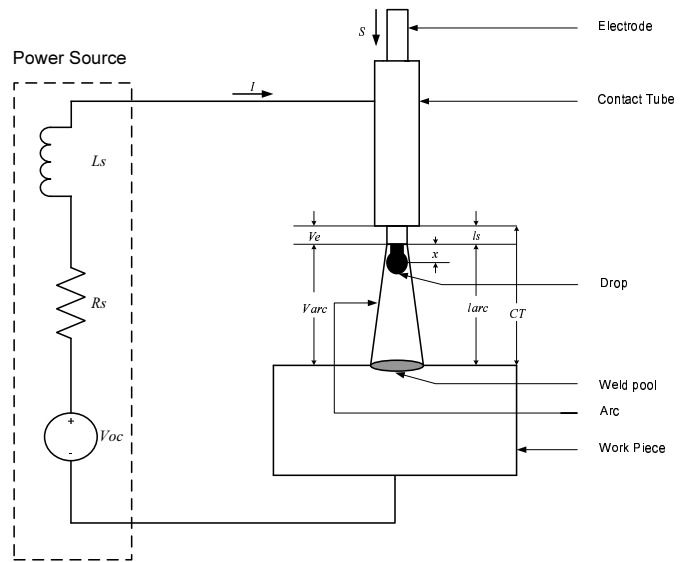 Electrode
S
Power Source
I
Contact Tube
Ls
Ve
ls
x
Drop
Rs
Varc
larc
CT
Weld pool
Arc
+
Voc
-
Work Piece